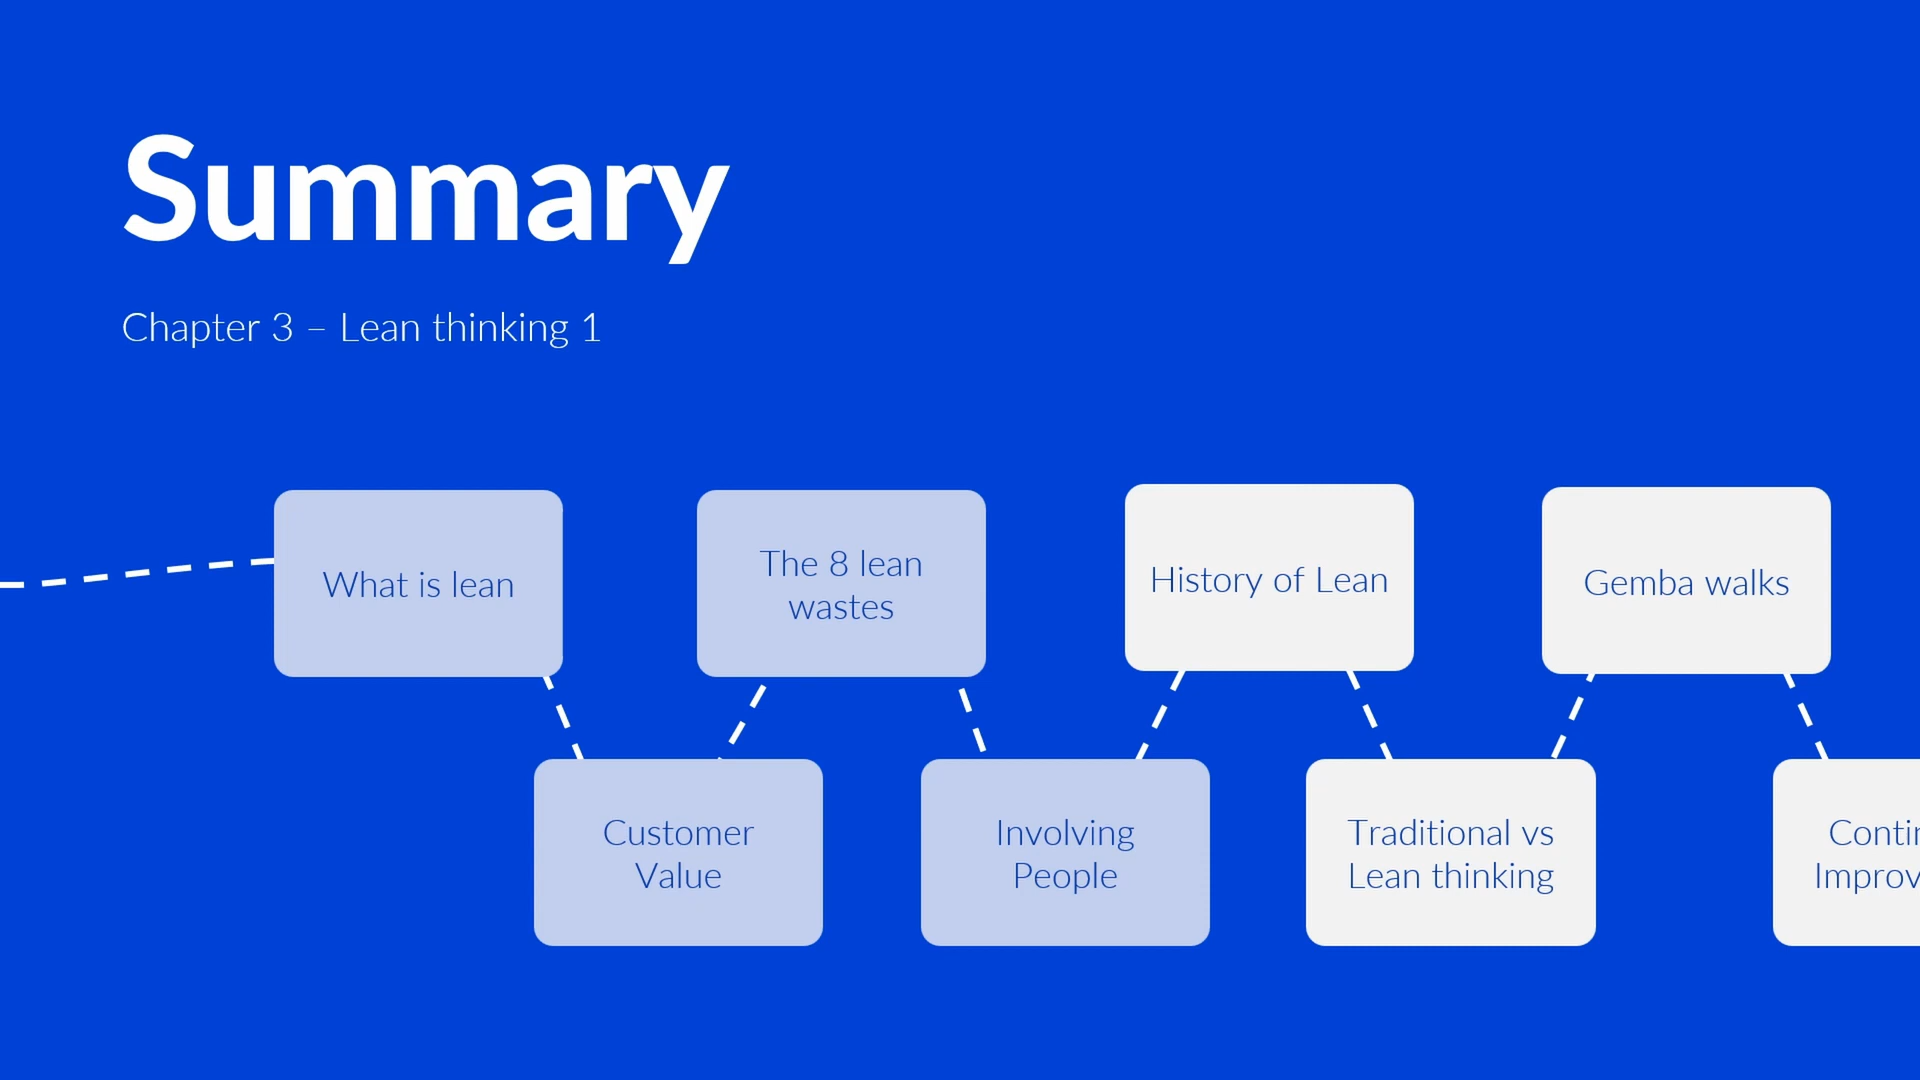 Summary
Chapter 3 – Lean thinking 1
What is lean
The 8 lean
wastes
History of Lean
Gemba walks
Customer
Value
Involving
People
Traditional vs
Lean thinking